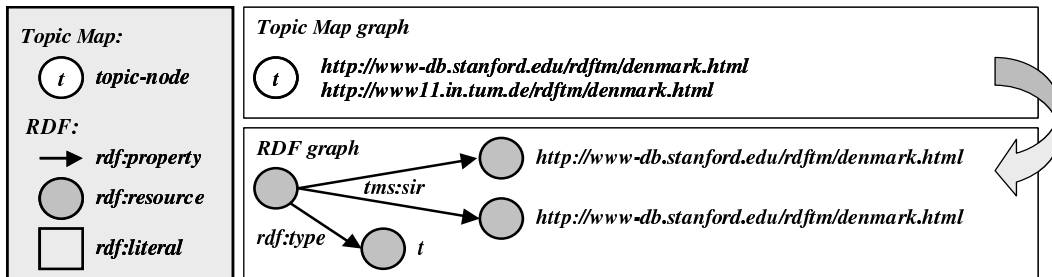 Topic Map:
t topic-node
RDF:
rdf:property
rdf:resource
rdf:literal
Topic Map graph
t http://www-db.stanford.edu/rdftm/denmark.html
http://www11.in.tum.de/rdftm/denmark.html
RDF graph
http://www-db.stanford.edu/rdftm/denmark.html
tms:sir
http://www-db.stanford.edu/rdftm/denmark.html
rdf:type
t